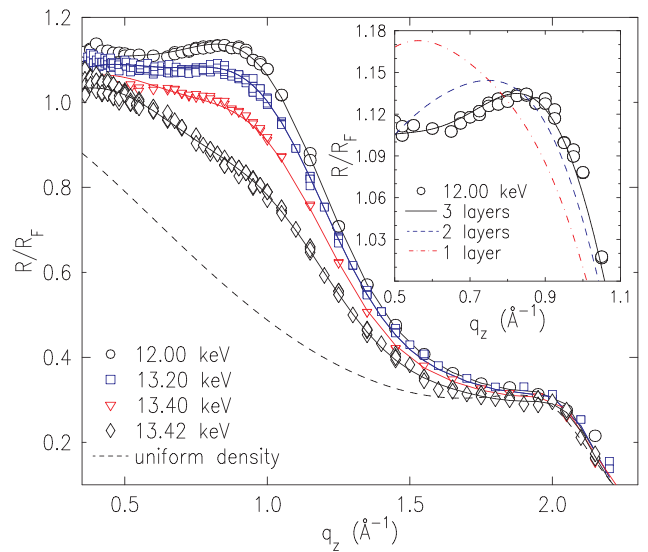 1.2
1.0
0.8
0.6
0.4
0.2
R/R_F
0.5
1.0
1.5
2.0
q_z (Å⁻¹)
12.00 keV
13.20 keV
13.40 keV
13.42 keV
uniform density
1.18
1.15
1.12
1.09
1.06
1.03
R/R_F
0.5
0.7
0.9
1.1
q_z (Å⁻¹)
12.00 keV
3 layers
2 layers
1 layer